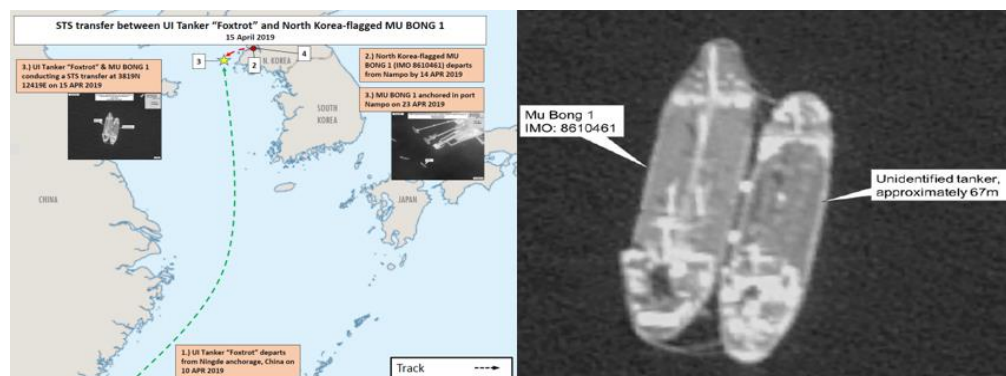 STS transfer between UI Tanker "Foxtrot" and North Korea-flagged MU BONG 1
15 April 2019
3.) UI Tanker "Foxtrot" & MU BONG 1
conducting a STS transfer at 3819N
12419E on 15 APR 2019
3
2
4
N. KOREA
2.) North Korea-flagged MU
BONG 1 (IMO 8610461) departs
from Nampo by 14 APR 2019
3.) MU BONG 1 anchored in port
Nampo on 23 APR 2019
SOUTH
KOREA
CHINA
JAPAN
1.) UI Tanker "Foxtrot" departs
from Ningde anchorage, China on
10 APR 2019
Track
Mu Bong 1
IMO: 8610461
Unidentified tanker,
approximately 67m